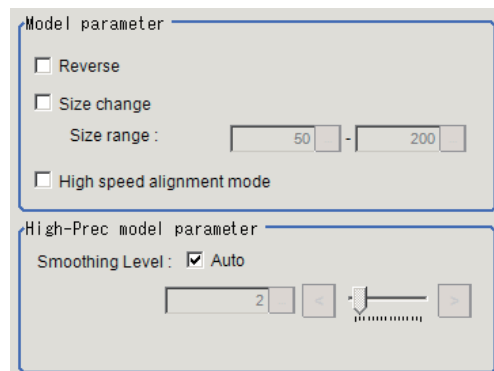 Model parameter
Reverse
Size change
Size range : 50 - 200
High speed alignment mode
High-Prec model parameter
Smoothing Level : Auto
2 < >